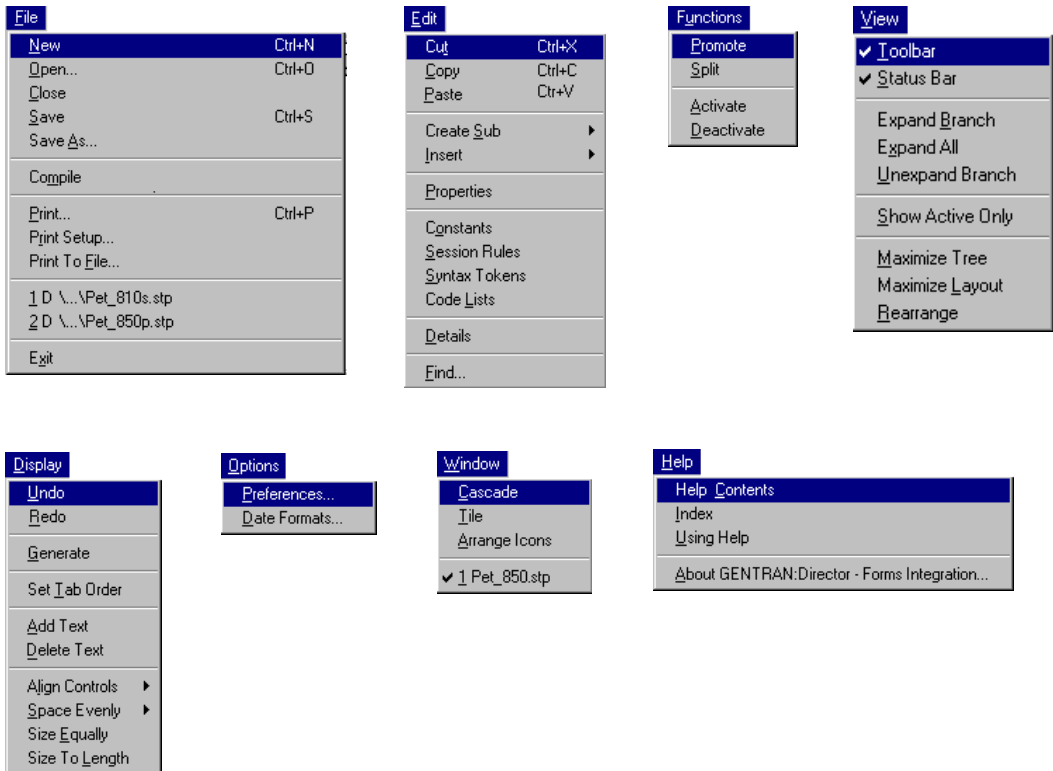 File
New Ctrl+N
Open... Ctrl+O
Close
Save Ctrl+S
Save As...
Compile
Print... Ctrl+P
Print Setup...
Print To File...
1 D \...\Pet_810s.stp
2 D \...\Pet_850p.stp
Exit
Edit
Cut Ctrl+X
Copy Ctrl+C
Paste Ctr+V
Create Sub
Insert
Properties
Constants
Session Rules
Syntax Tokens
Code Lists
Details
Find...
Functions
Promote
Split
Activate
Deactivate
View
Toolbar
Status Bar
Expand Branch
Expand All
Unexpand Branch
Show Active Only
Maximize Tree
Maximize Layout
Rearrange
Display
Undo
Redo
Generate
Set Tab Order
Add Text
Delete Text
Align Controls
Space Evenly
Size Equally
Size To Length
Options
Preferences...
Date Formats...
Window
Cascade
Tile
Arrange Icons
1 Pet_850.stp
Help
Help Contents
Index
Using Help
About GENTRAN:Director - Forms Integration...